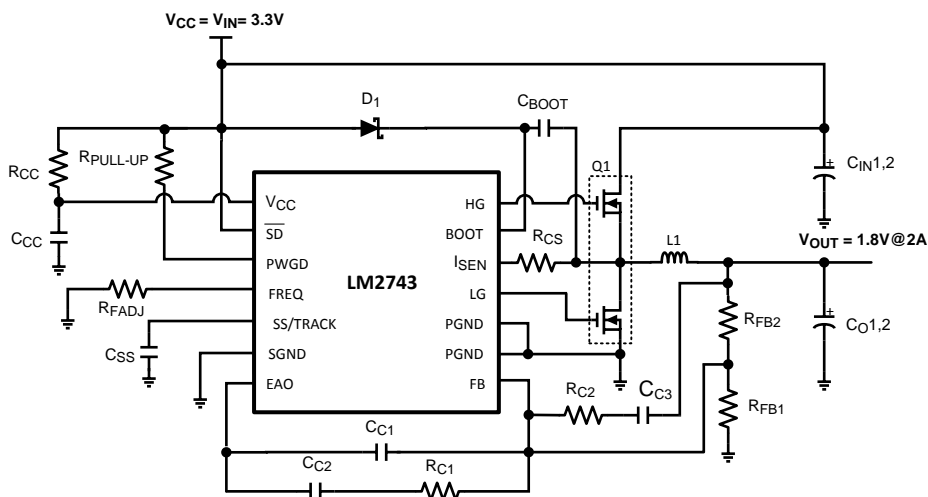 VCC = VIN= 3.3V
D1
CBOOT
RCC
RPULL-UP
Q1
CIN1,2
CCC
VCC
SD
PWGD
FREQ
SS/TRACK
SGND
EAO
LM2743
HG
BOOT
ISEN
LG
PGND
PGND
FB
RCS
L1
VOUT = 1.8V@2A
RFADJ
CSS
RFB2
CO1,2
RC2
CC3
RFB1
CC1
CC2
RC1
+
+